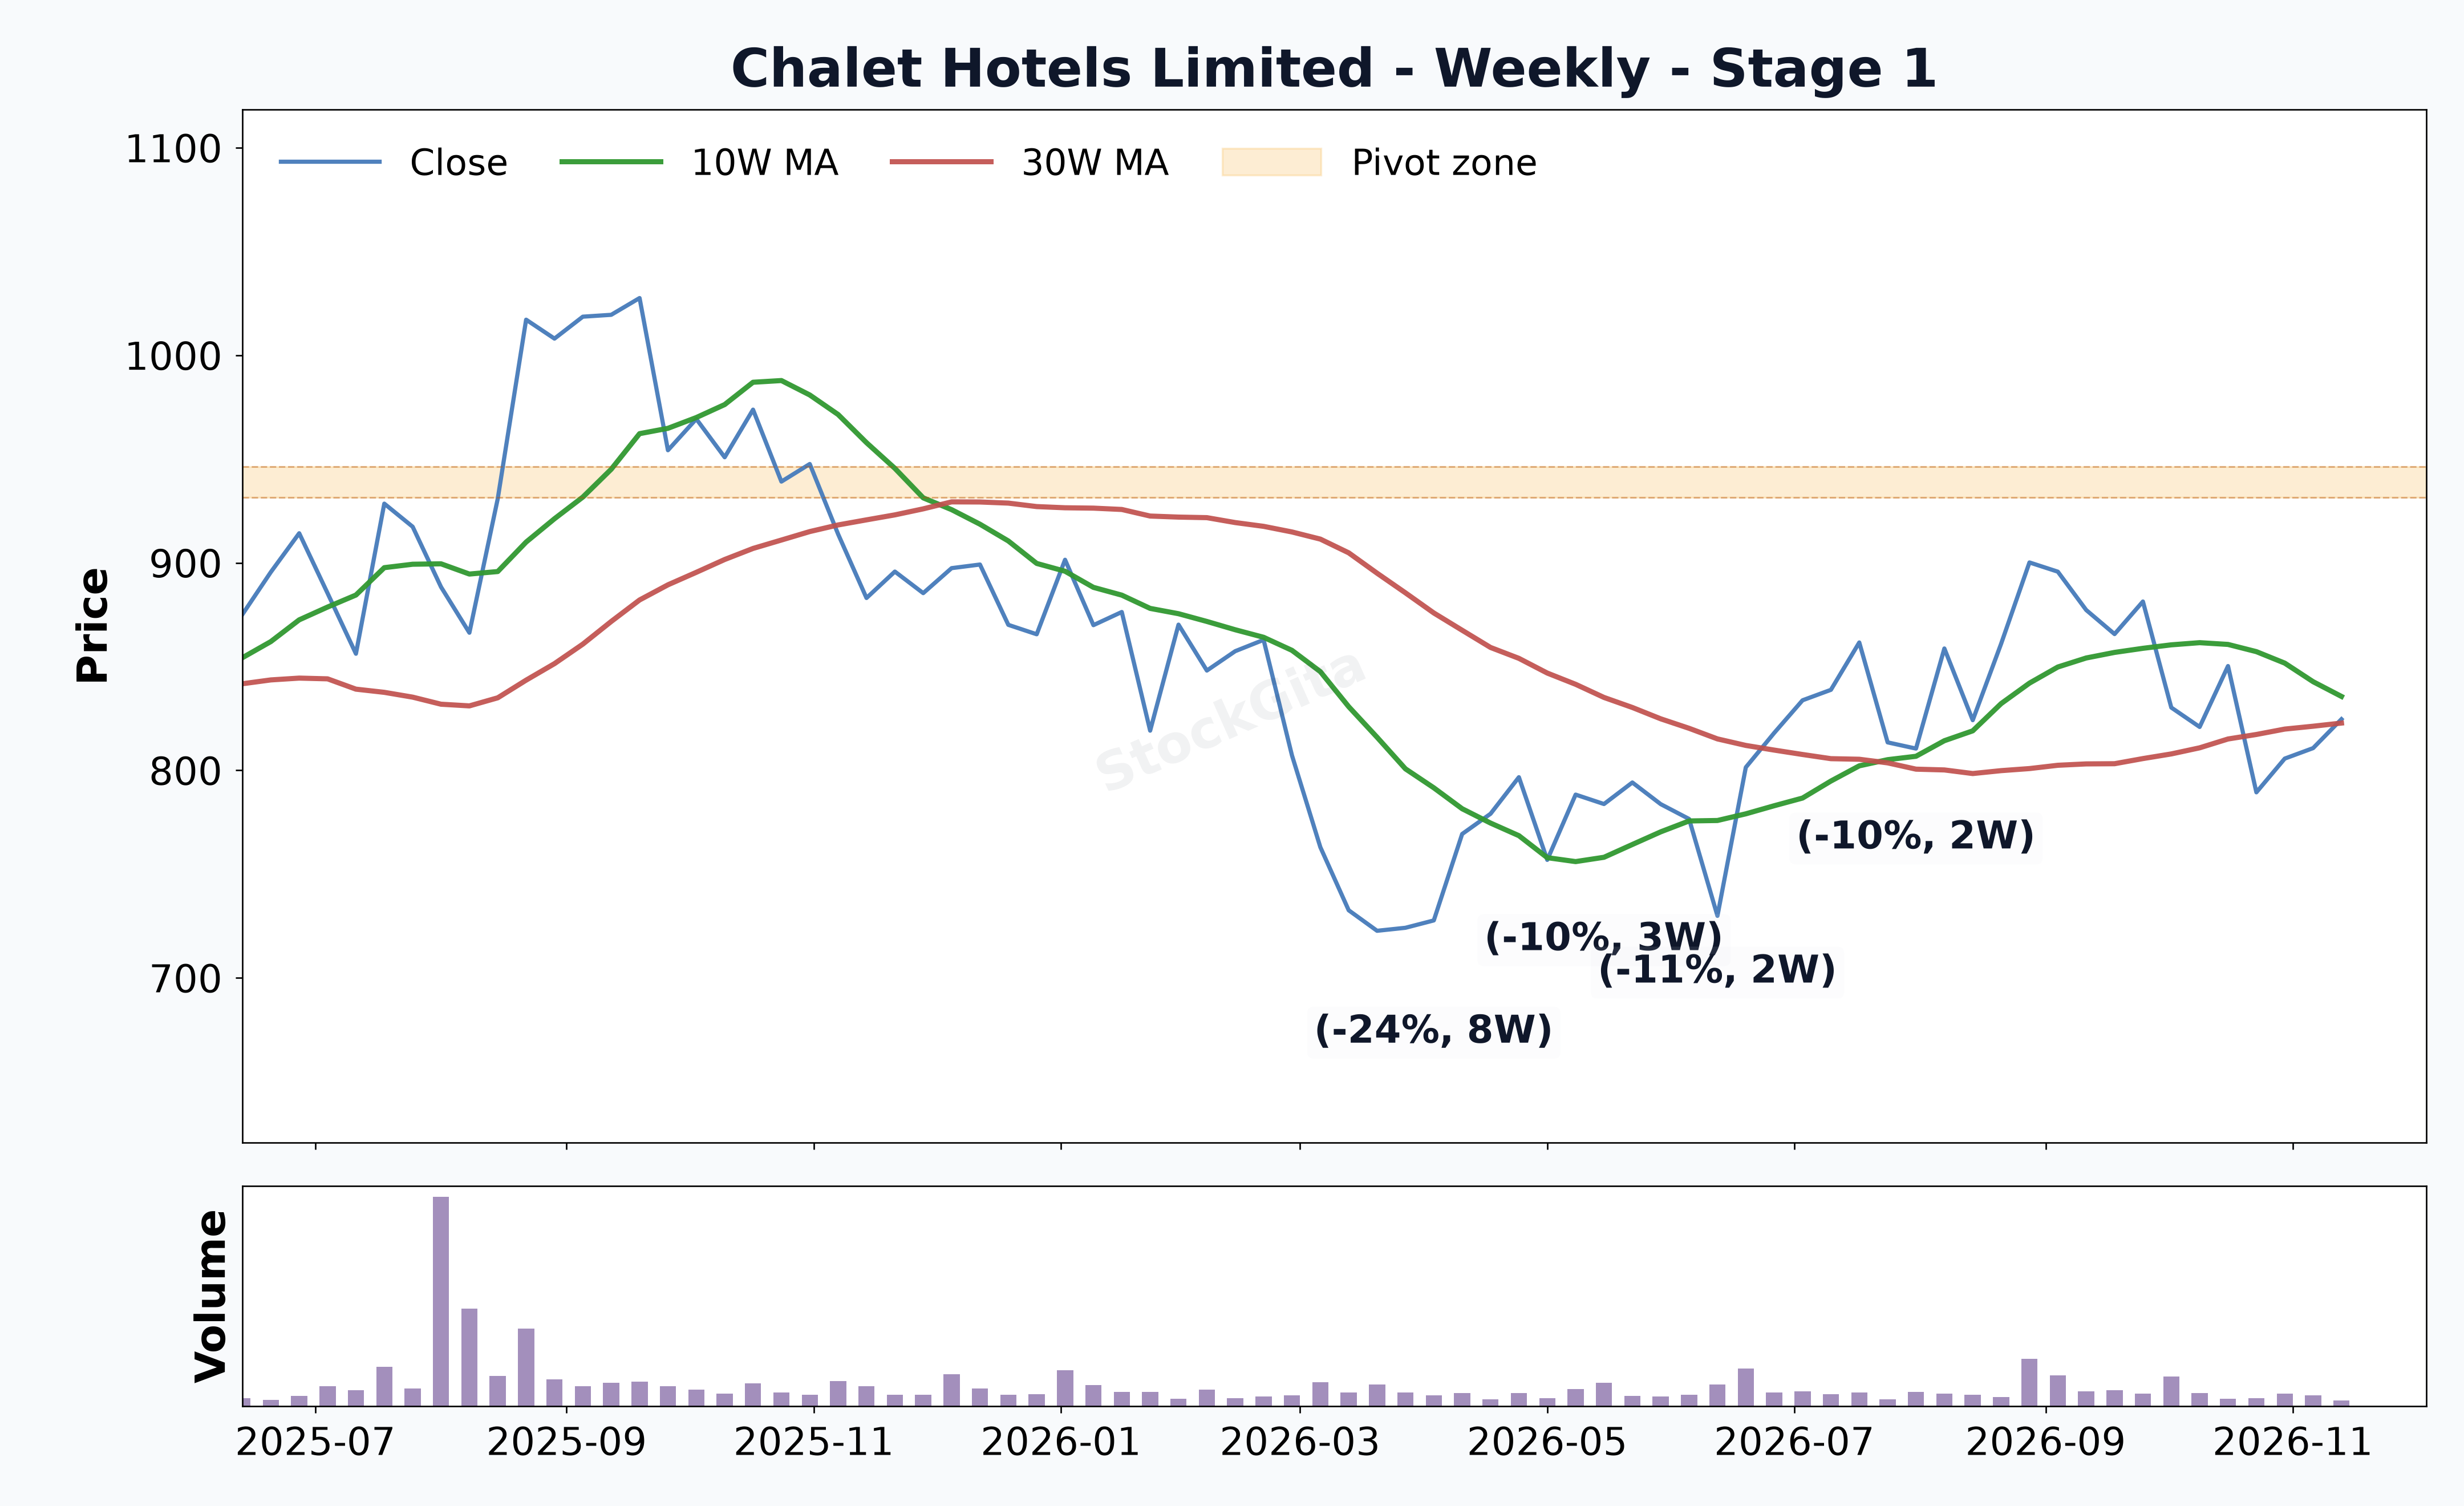 Chalet Hotels Limited - Weekly - Stage 1
Close
10W MA
30W MA
Pivot zone
1100
1000
900
800
700
Price
StockGita
(-10%, 2W)
(-10%, 3W)
(-11%, 2W)
(-24%, 8W)
Volume
2025-07
2025-09
2025-11
2026-01
2026-03
2026-05
2026-07
2026-09
2026-11